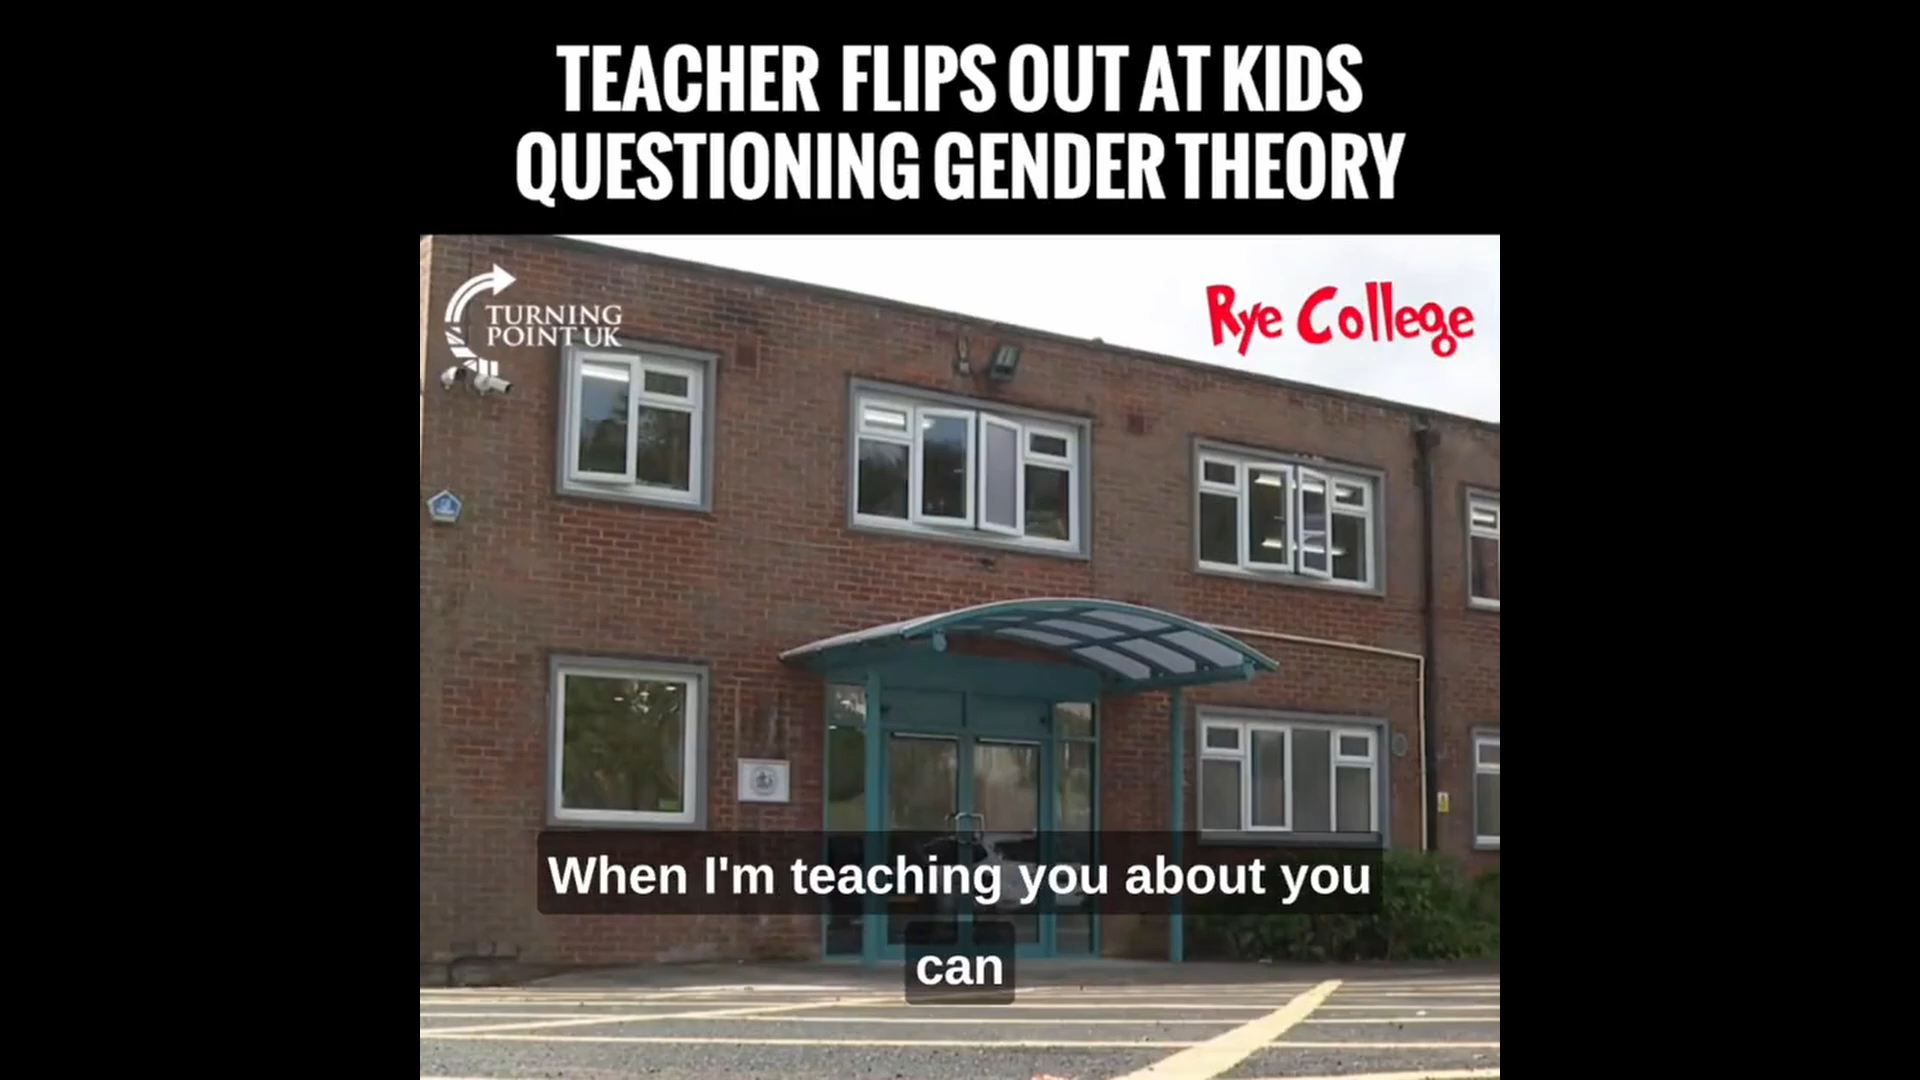 TEACHER FLIPS OUT AT KIDS
QUESTIONING GENDER THEORY
TURNING
POINT UK
Rye College
When I'm teaching you about you
can